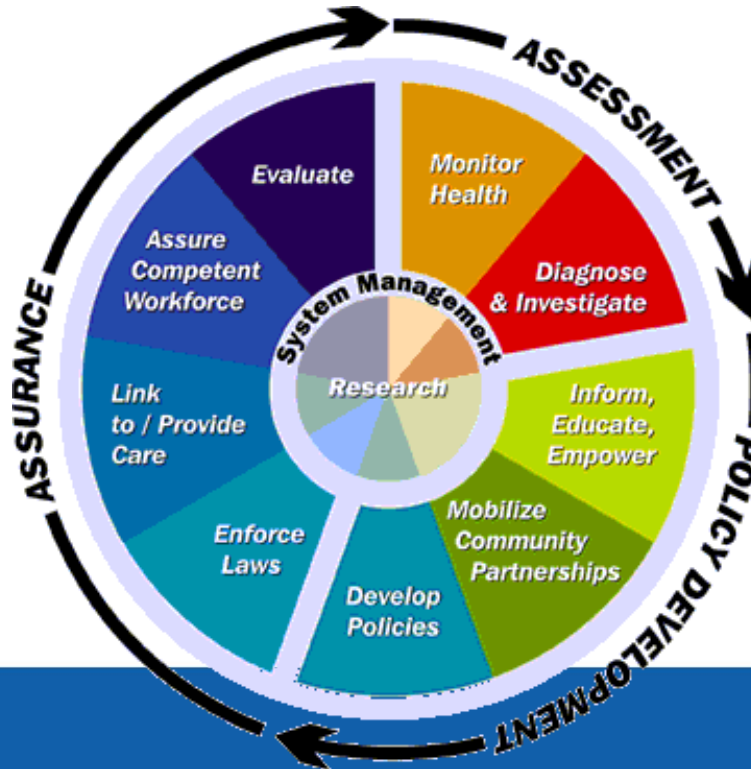 ASSESSMENT
Monitor
Health
Diagnose
& Investigate
Inform,
Educate,
Empower
Mobilize
Community
Partnerships
POLICY DEVELOPMENT
Develop
Policies
Enforce
Laws
Link
to / Provide
Care
Assure
Competent
Workforce
Evaluate
ASSURANCE
System Management
Research